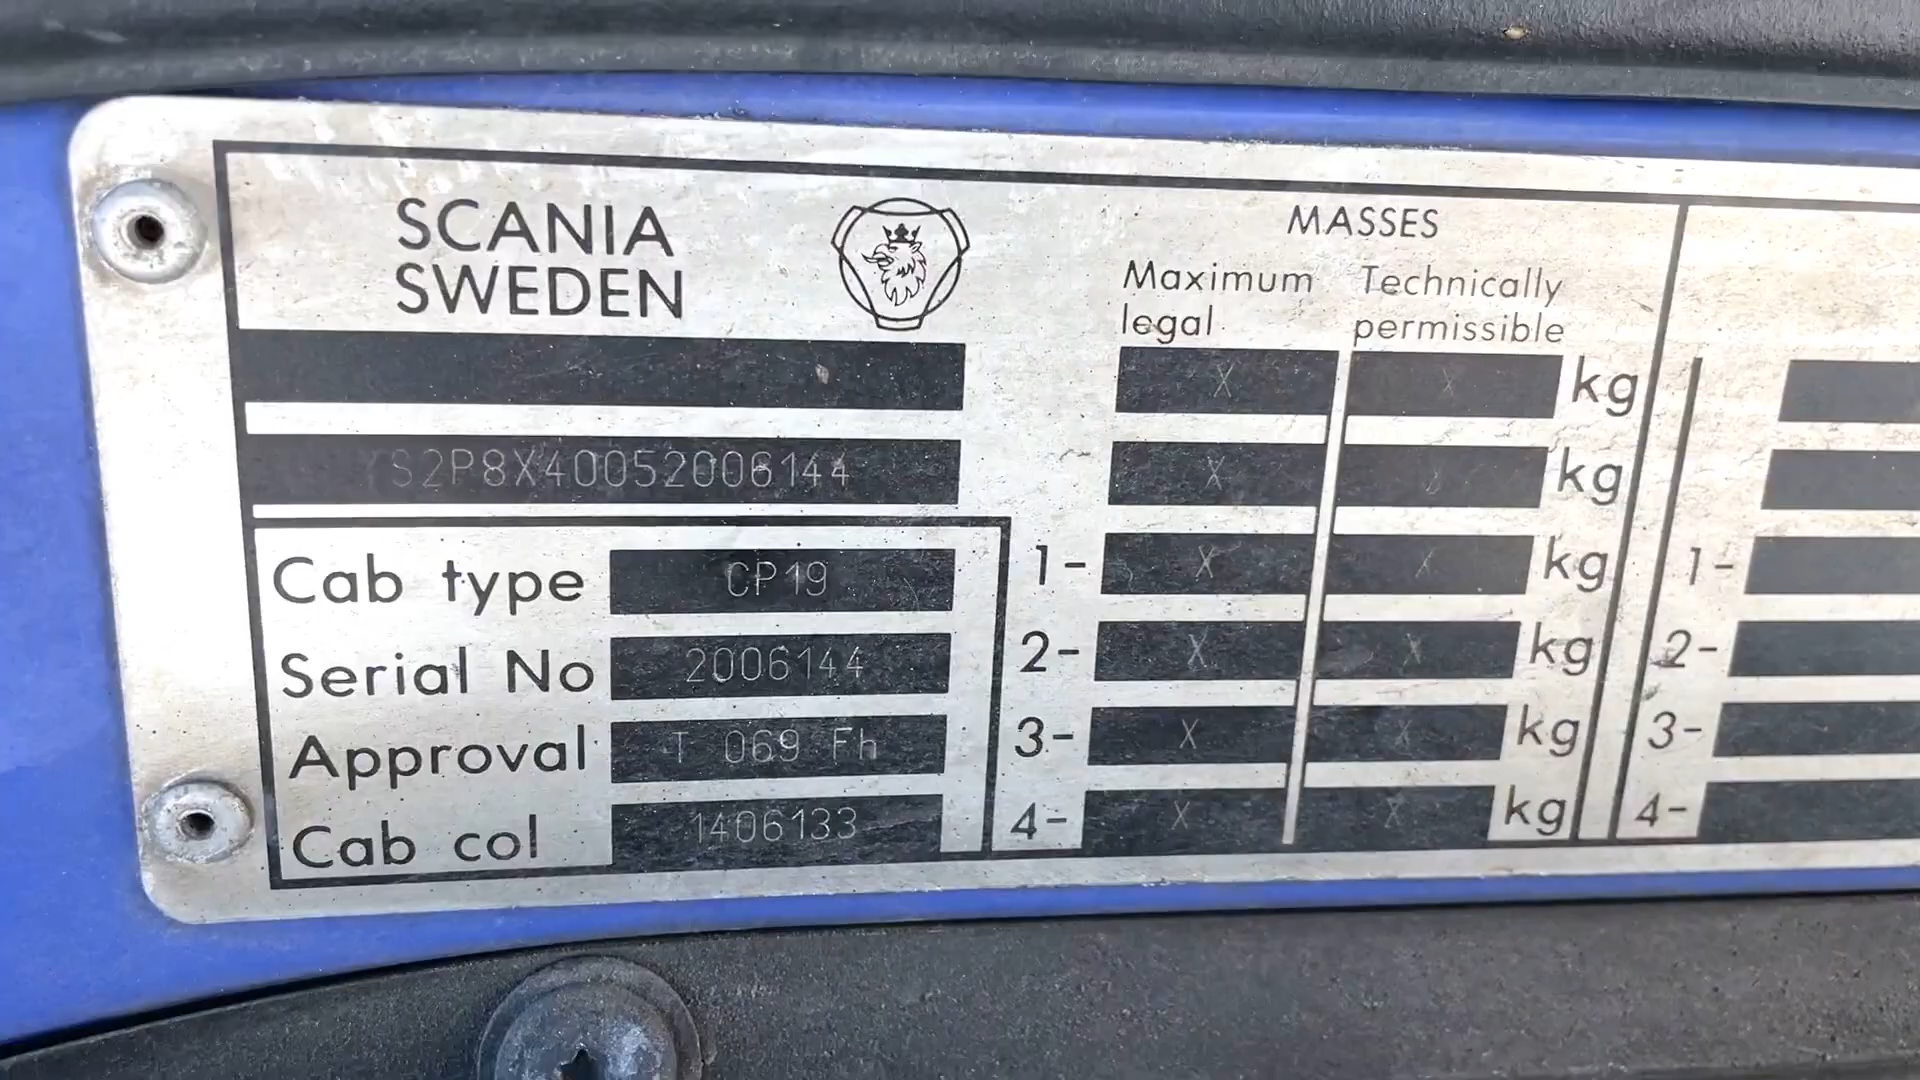 SCANIA
SWEDEN
YS2P8X40052006144
Cab type CP19
Serial No 2006144
Approval T 069 Fh
Cab col 1406133
MASSES
Maximum legal
Technically permissible
X X kg
X X kg
1- X X kg
2- X X kg
3- X X kg
4- X X kg
1-
2-
3-
4-